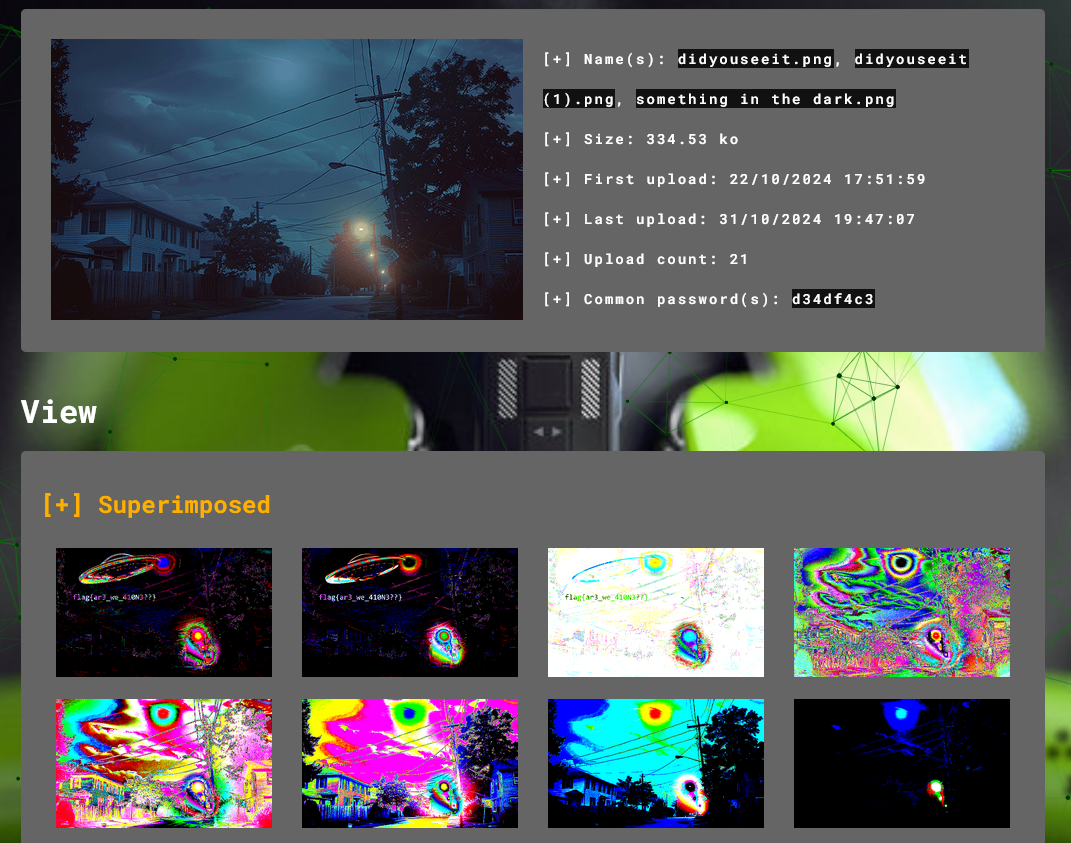 [+] Name(s): didyouseeit.png, didyouseeit
(1).png, something in the dark.png
[+] Size: 334.53 ko
[+] First upload: 22/10/2024 17:51:59
[+] Last upload: 31/10/2024 19:47:07
[+] Upload count: 21
[+] Common password(s): d34df4c3
View
[+] Superimposed
flag{ar3_we_410N3??}
flag{ar3_we_410N3??}
flag{ar3_we_410N3??}